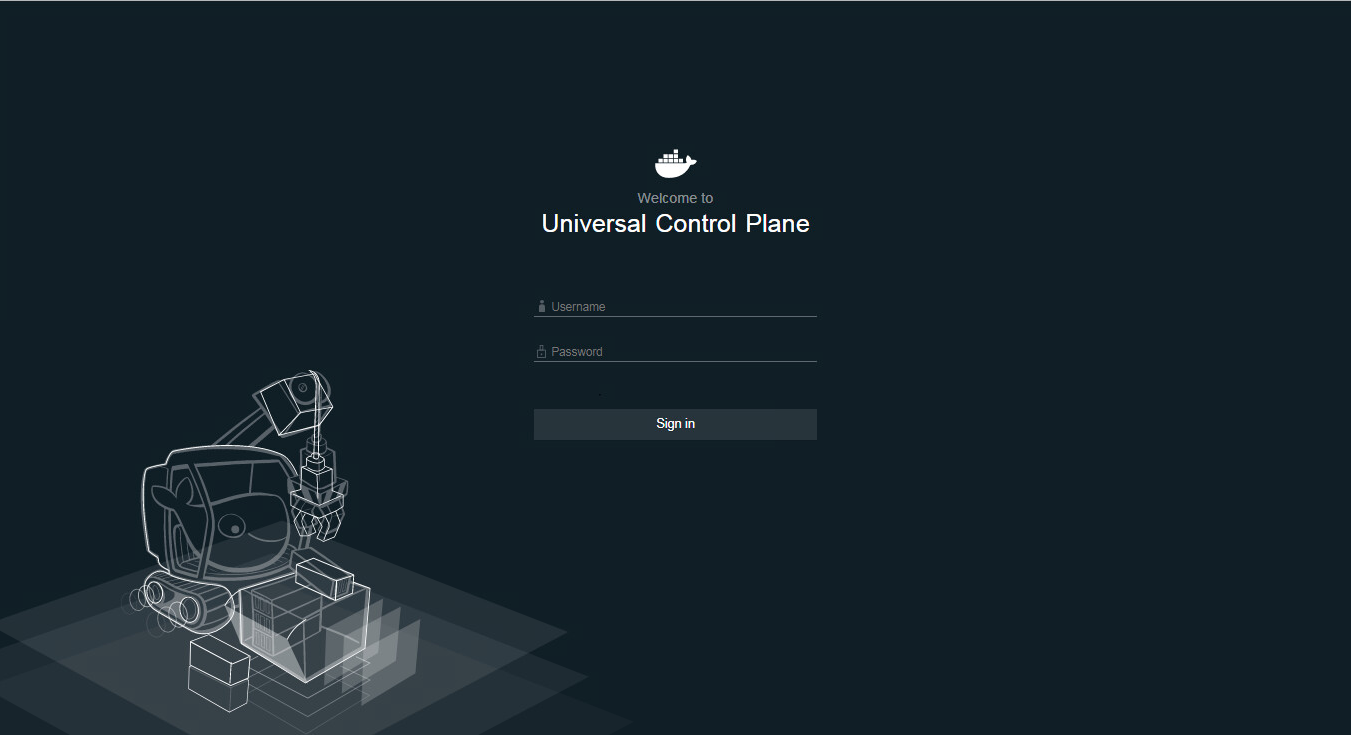 Welcome to
Universal Control Plane
Username
Password
Sign in